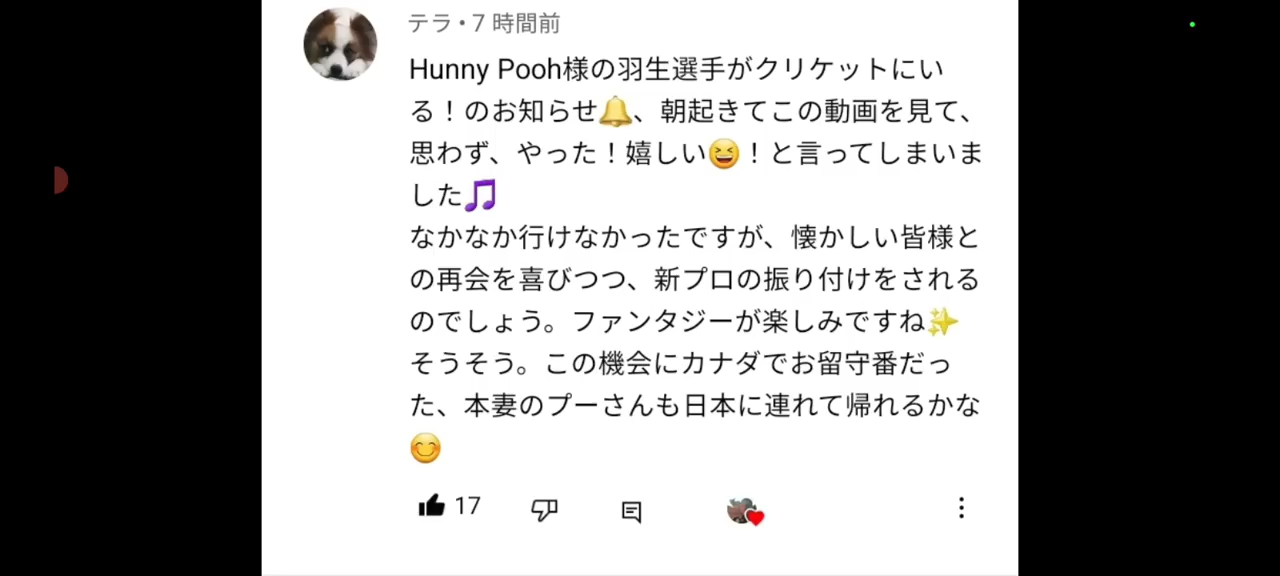 テラ • 7 時間前
Hunny Pooh様の羽生選手がクリケットにい
る！のお知らせ🔔、朝起きてこの動画を見て、
思わず、やった！嬉しい😆！と言ってしまいま
した🎵
なかなか行けなかったですが、懐かしい皆様と
の再会を喜びつつ、新プロの振り付けをされる
のでしょう。ファンタジーが楽しみですね✨
そうそう。この機会にカナダでお留守番だっ
た、本妻のプーさんも日本に連れて帰れるかな
😊
17